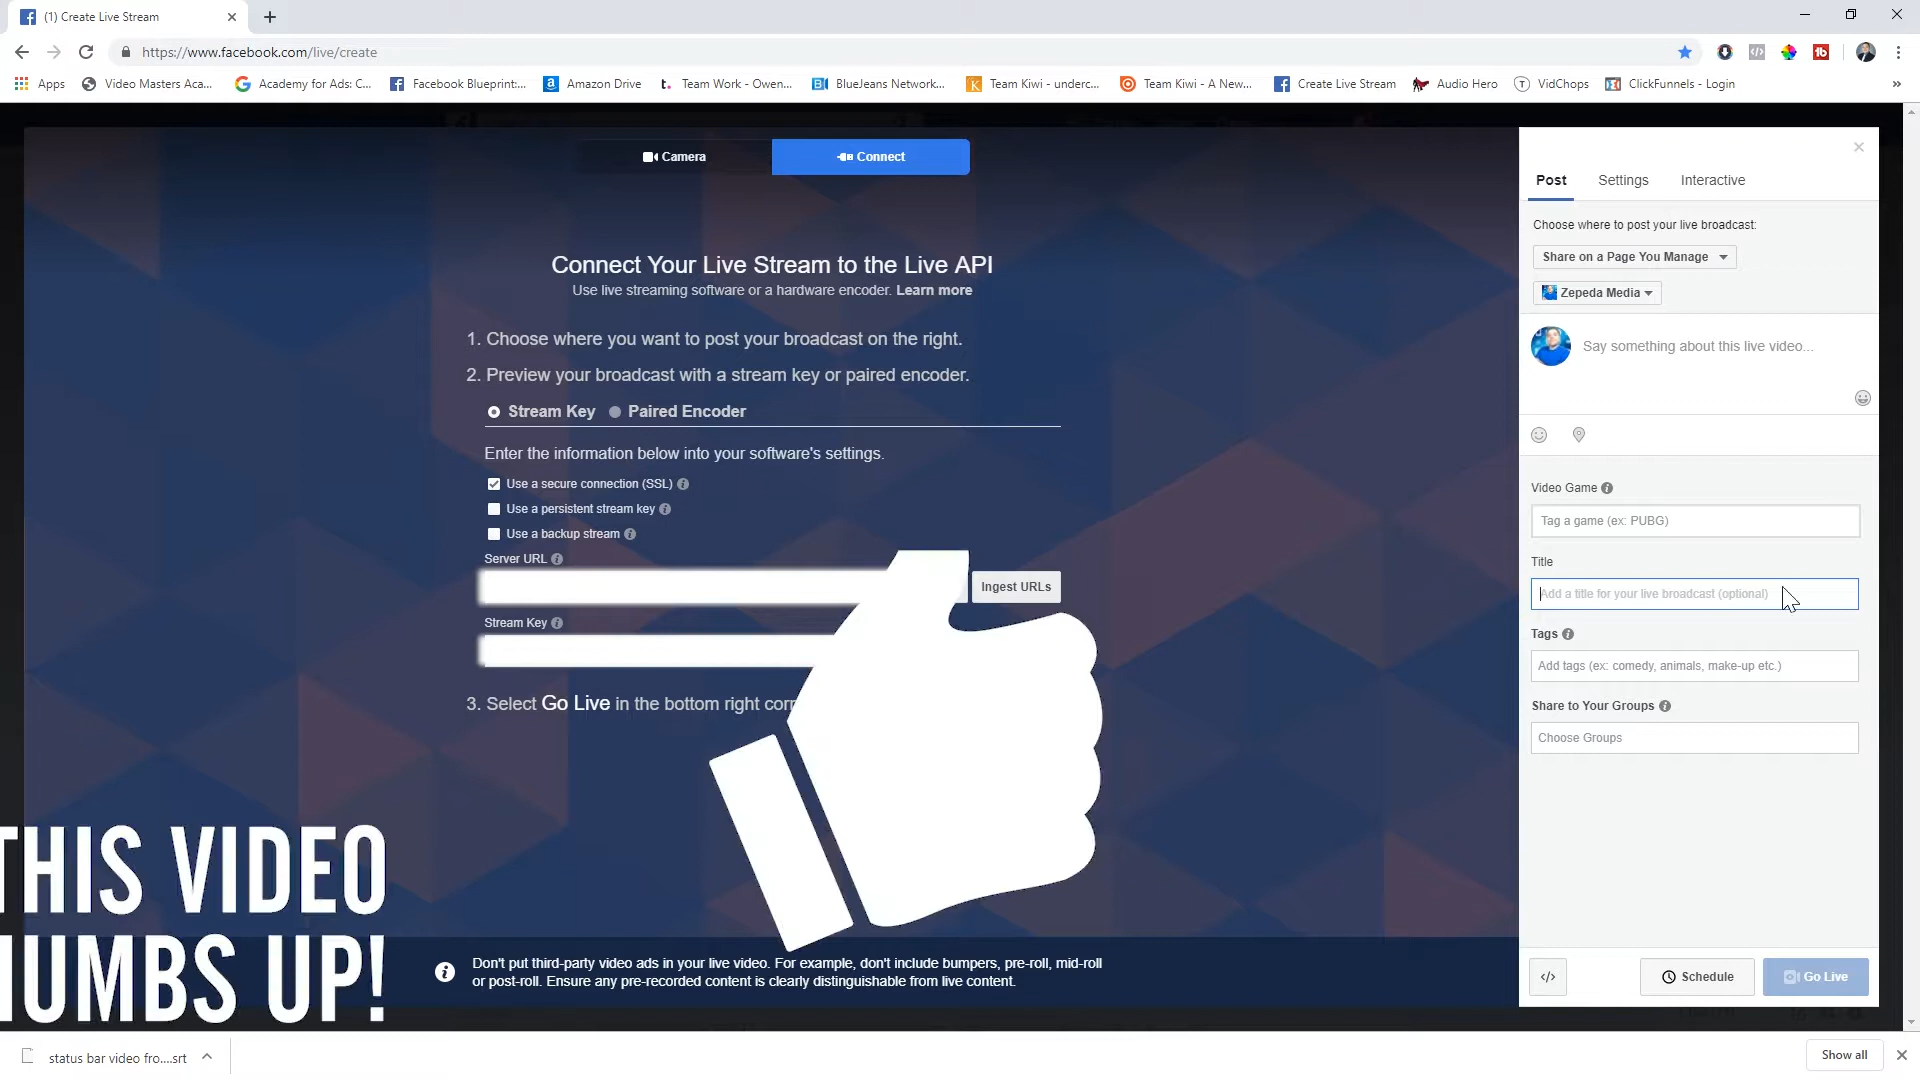 (1) Create Live Stream
https://www.facebook.com/live/create
Apps
Video Masters Aca...
Academy for Ads: C...
Facebook Blueprint:...
Amazon Drive
Team Work - Owen...
BlueJeans Network...
Team Kiwi - underc...
Team Kiwi - A New...
Create Live Stream
Audio Hero
VidChops
ClickFunnels - Login
Camera
Connect
Connect Your Live Stream to the Live API
Use live streaming software or a hardware encoder. Learn more
1. Choose where you want to post your broadcast on the right.
2. Preview your broadcast with a stream key or paired encoder.
Stream Key
Paired Encoder
Enter the information below into your software's settings.
Use a secure connection (SSL)
Use a persistent stream key
Use a backup stream
Server URL
Ingest URLs
Stream Key
3. Select Go Live in the bottom right
THIS VIDEO
UMBS UP!
Don't put third-party video ads in your live video. For example, don't include bumpers, pre-roll, mid-roll
or post-roll. Ensure any pre-recorded content is clearly distinguishable from live content.
Post
Settings
Interactive
Choose where to post your live broadcast:
Share on a Page You Manage
Zepeda Media
Say something about this live video...
Video Game
Tag a game (ex: PUBG)
Title
Add a title for your live broadcast (optional)
Tags
Add tags (ex: comedy, animals, make-up etc.)
Share to Your Groups
Choose Groups
</>
Schedule
Go Live
status bar video fro....srt
Show all